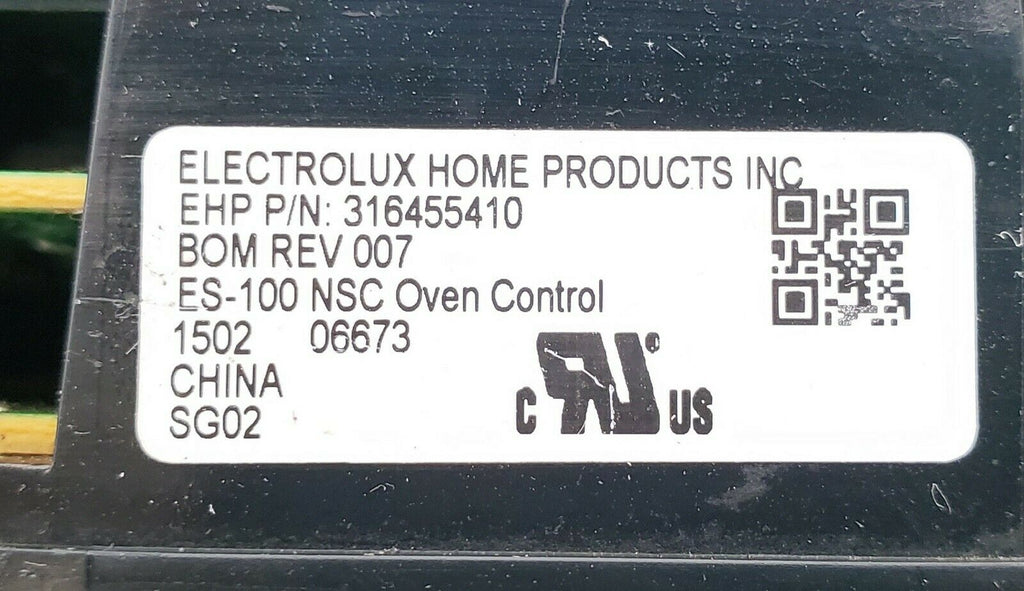 ELECTROLUX HOME PRODUCTS INC
EHP P/N: 316455410
BOM REV 007
ES-100 NSC Oven Control
1502 06673
CHINA
SG02
C RU US